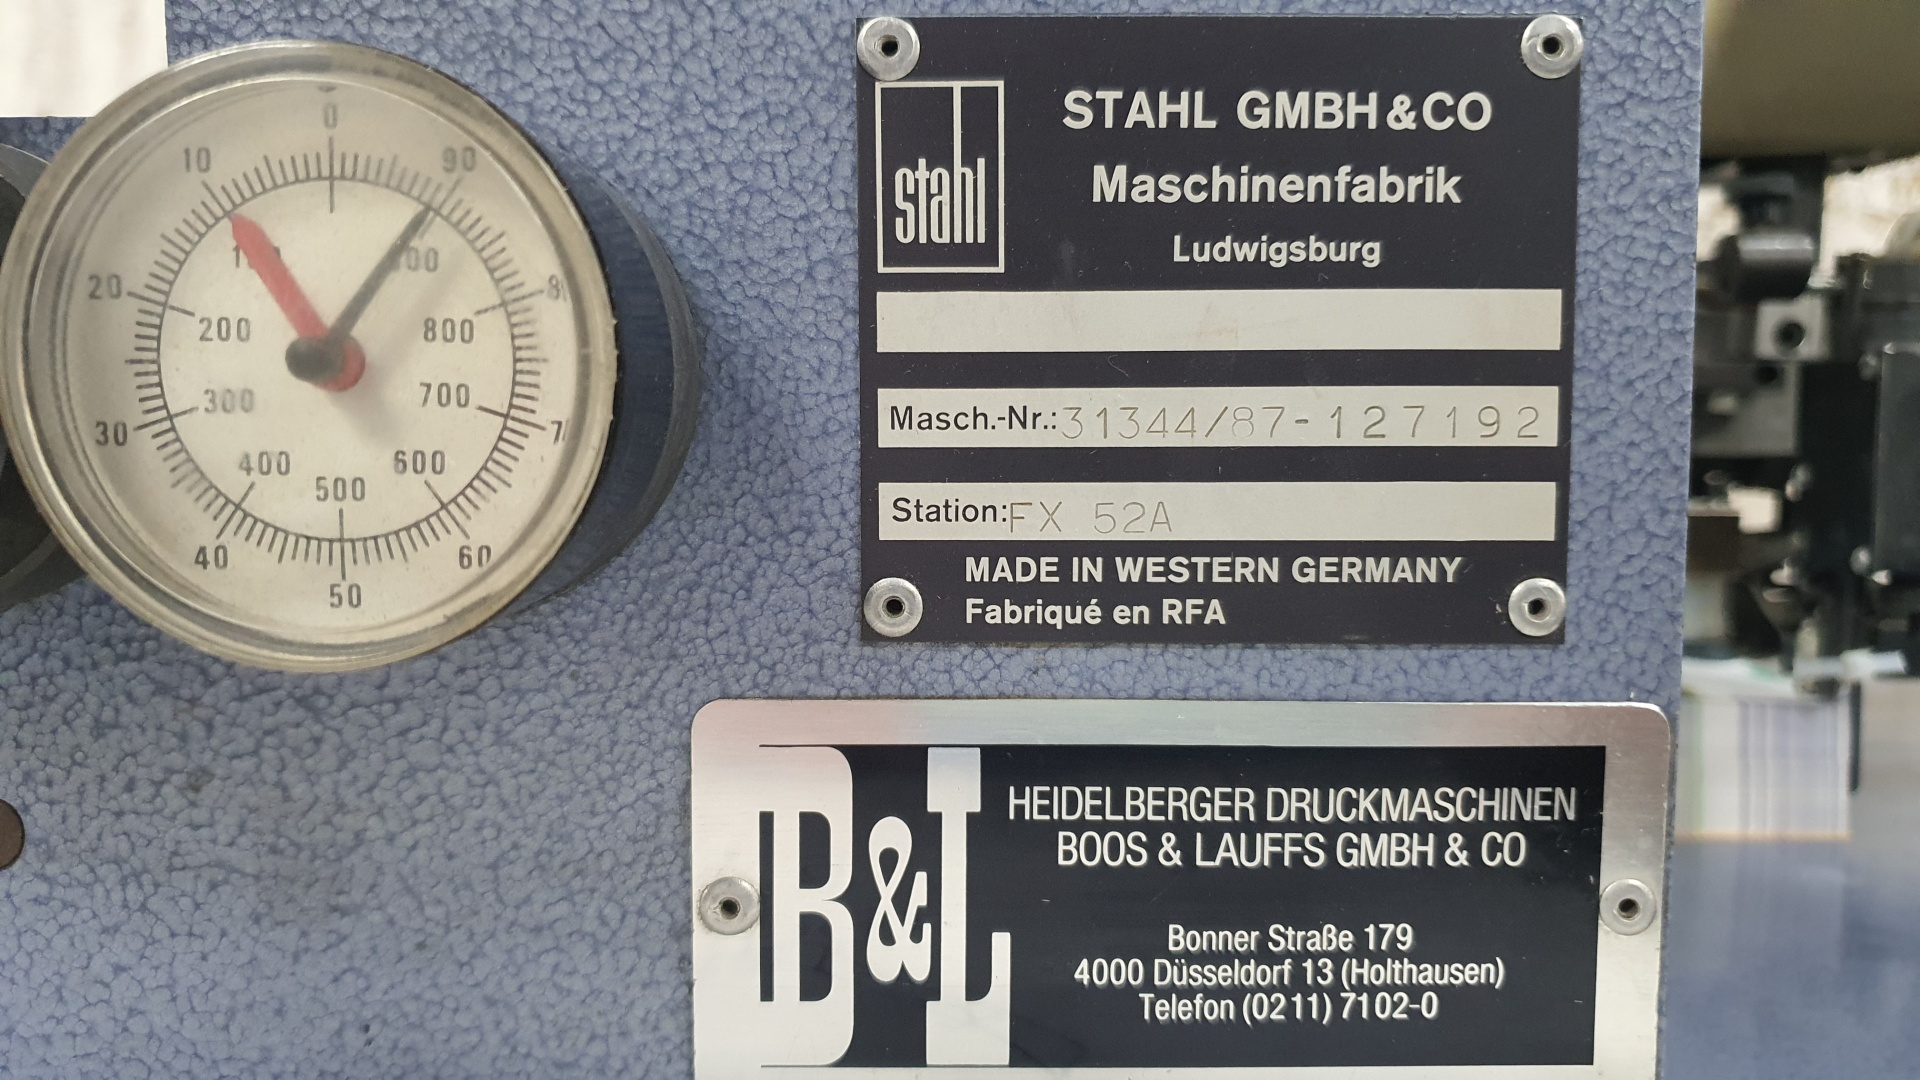 0
10
90
20
200
800
300
700
30
400
600
500
40
60
50
stahl
STAHL GMBH & CO
Maschinenfabrik
Ludwigsburg
Masch.-Nr.: 31344/87-127192
Station: FX 52A
MADE IN WESTERN GERMANY
Fabriqué en RFA
B&L
HEIDELBERGER DRUCKMASCHINEN
BOOS & LAUFFS GMBH & CO
Bonner Straße 179
4000 Düsseldorf 13 (Holthausen)
Telefon (0211) 7102-0